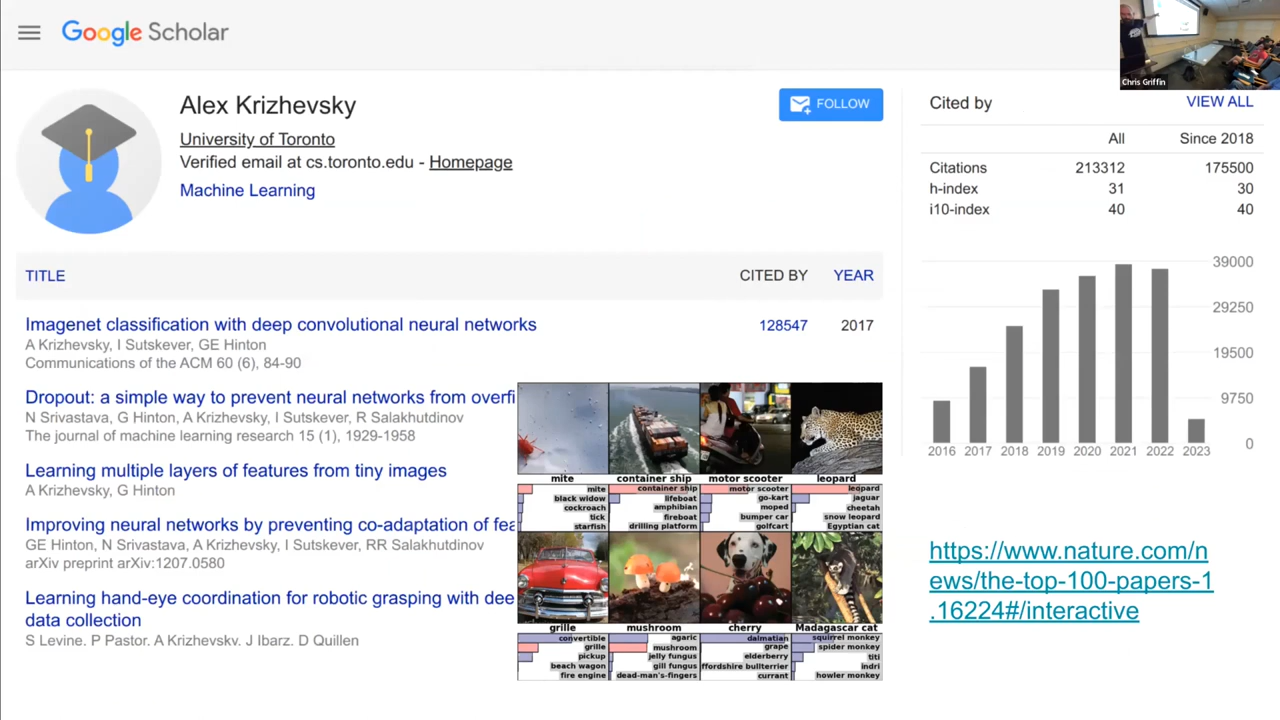 Google Scholar
Chris Griffin
Alex Krizhevsky
University of Toronto
Verified email at cs.toronto.edu - Homepage
Machine Learning
FOLLOW
Cited by
VIEW ALL
All Since 2018
Citations 213312 175500
h-index 31 30
i10-index 40 40
39000
29250
19500
9750
0
2016 2017 2018 2019 2020 2021 2022 2023
TITLE CITED BY YEAR
Imagenet classification with deep convolutional neural networks 128547 2017
A Krizhevsky, I Sutskever, GE Hinton
Communications of the ACM 60 (6), 84-90
Dropout: a simple way to prevent neural networks from overfi
N Srivastava, G Hinton, A Krizhevsky, I Sutskever, R Salakhutdinov
The journal of machine learning research 15 (1), 1929-1958
Learning multiple layers of features from tiny images
A Krizhevsky, G Hinton
Improving neural networks by preventing co-adaptation of fea
GE Hinton, N Srivastava, A Krizhevsky, I Sutskever, RR Salakhutdinov
arXiv preprint arXiv:1207.0580
Learning hand-eye coordination for robotic grasping with dee
data collection
S Levine, P Pastor, A Krizhevsky, J Ibarz, D Quillen
mite container ship motor scooter leopard
mite container ship motor scooter leopard
black widow lifeboat go-kart jaguar
cockroach amphibian moped cheetah
tick fireboat bumper car snow leopard
starfish drilling platform golfcart Egyptian cat
grille mushroom cherry Madagascar cat
convertible agaric dalmatian squirrel monkey
grille mushroom grape spider monkey
pickup jelly fungus elderberry titi
beach wagon gill fungus ffordshire bullterrier indri
fire engine dead-man's-fingers currant howler monkey
https://www.nature.com/n
ews/the-top-100-papers-1
.16224#/interactive